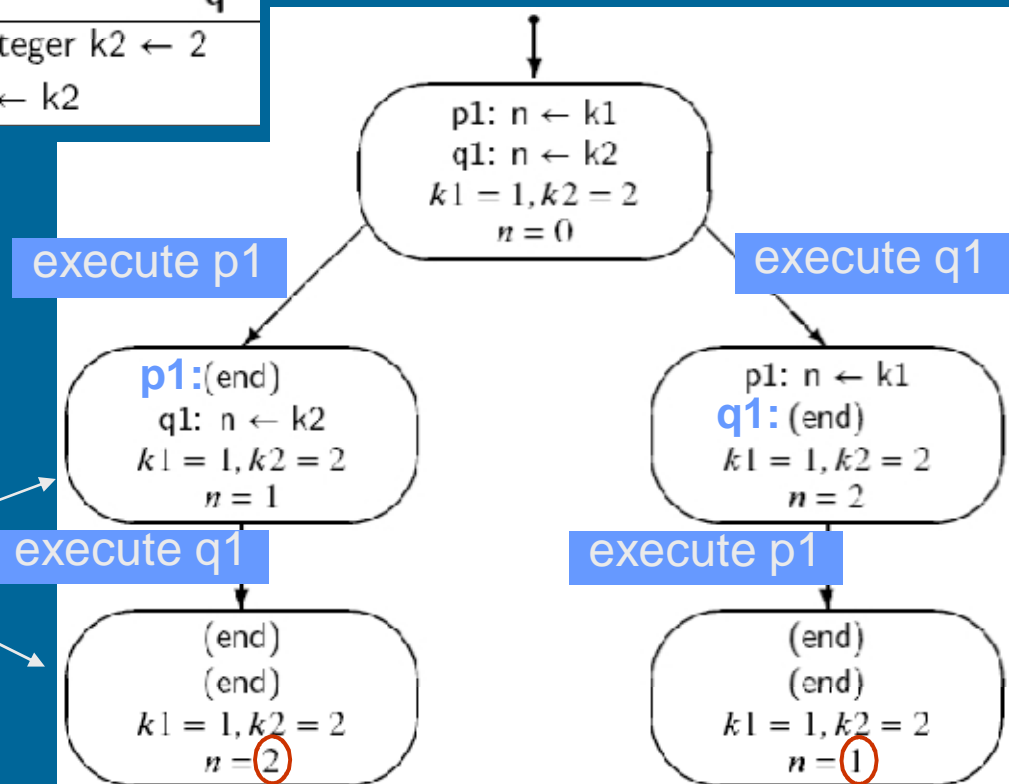 q
teger k2 ← 2
← k2
p1: n ← k1
q1: n ← k2
k1 = 1, k2 = 2
n = 0
execute p1
execute q1
p1:(end)
q1: n ← k2
k1 = 1, k2 = 2
n = 1
p1: n ← k1
q1: (end)
k1 = 1, k2 = 2
n = 2
execute q1
execute p1
(end)
(end)
k1 = 1, k2 = 2
n = 2
(end)
(end)
k1 = 1, k2 = 2
n = 1